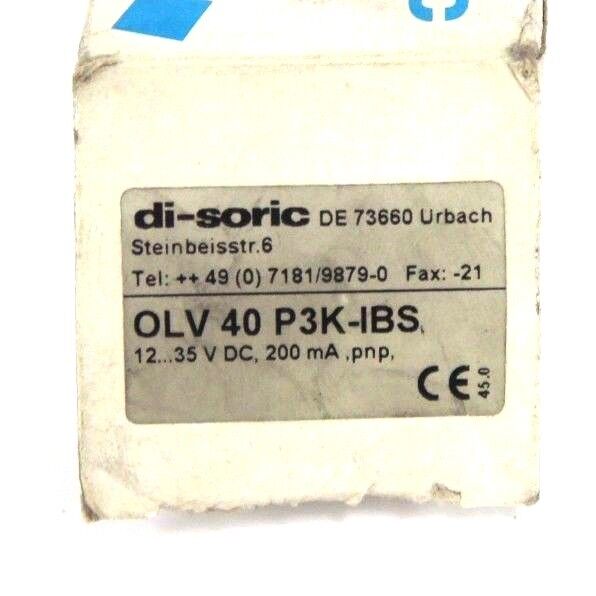 di-soric DE 73660 Urbach
Steinbeisstr.6
Tel: ++ 49 (0) 7181/9879-0 Fax: -21
OLV 40 P3K-IBS,
12...35 V DC, 200 mA ,pnp,
CE
45.0